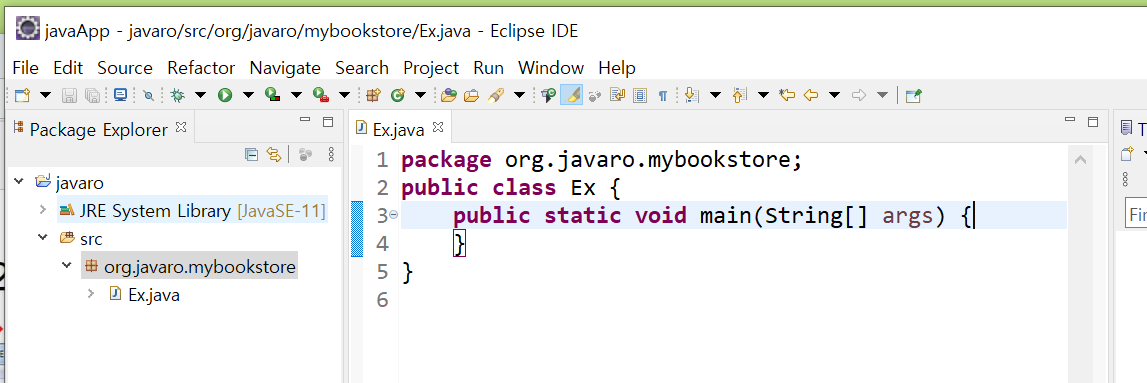 javaApp - javaro/src/org/javaro/mybookstore/Ex.java - Eclipse IDE
File Edit Source Refactor Navigate Search Project Run Window Help
Package Explorer
javaro
JRE System Library [JavaSE-11]
src
org.javaro.mybookstore
Ex.java
Ex.java
1 package org.javaro.mybookstore;
2 public class Ex {
3 public static void main(String[] args) {
4 }
5 }
6